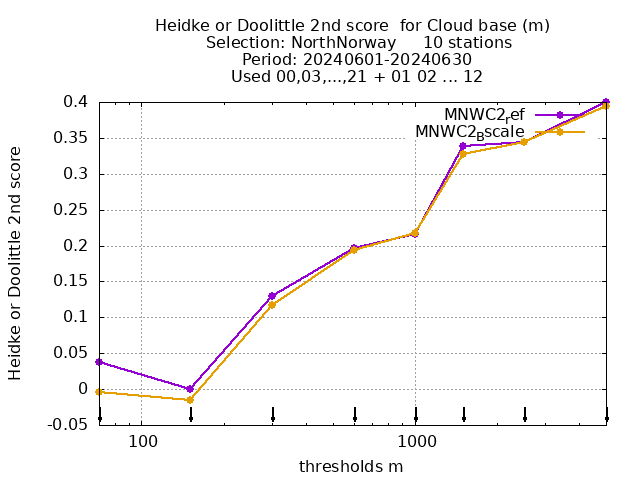 Heidke or Doolittle 2nd score  for Cloud base (m)
Selection: NorthNorway     10 stations
Period: 20240601-20240630
Used 00,03,...,21 + 01 02 ... 12
MNWC2ref
MNWC2Bscale
0.4
0.35
0.3
0.25
0.2
0.15
0.1
0.05
0
-0.05
Heidke or Doolittle 2nd score
100
1000
thresholds m